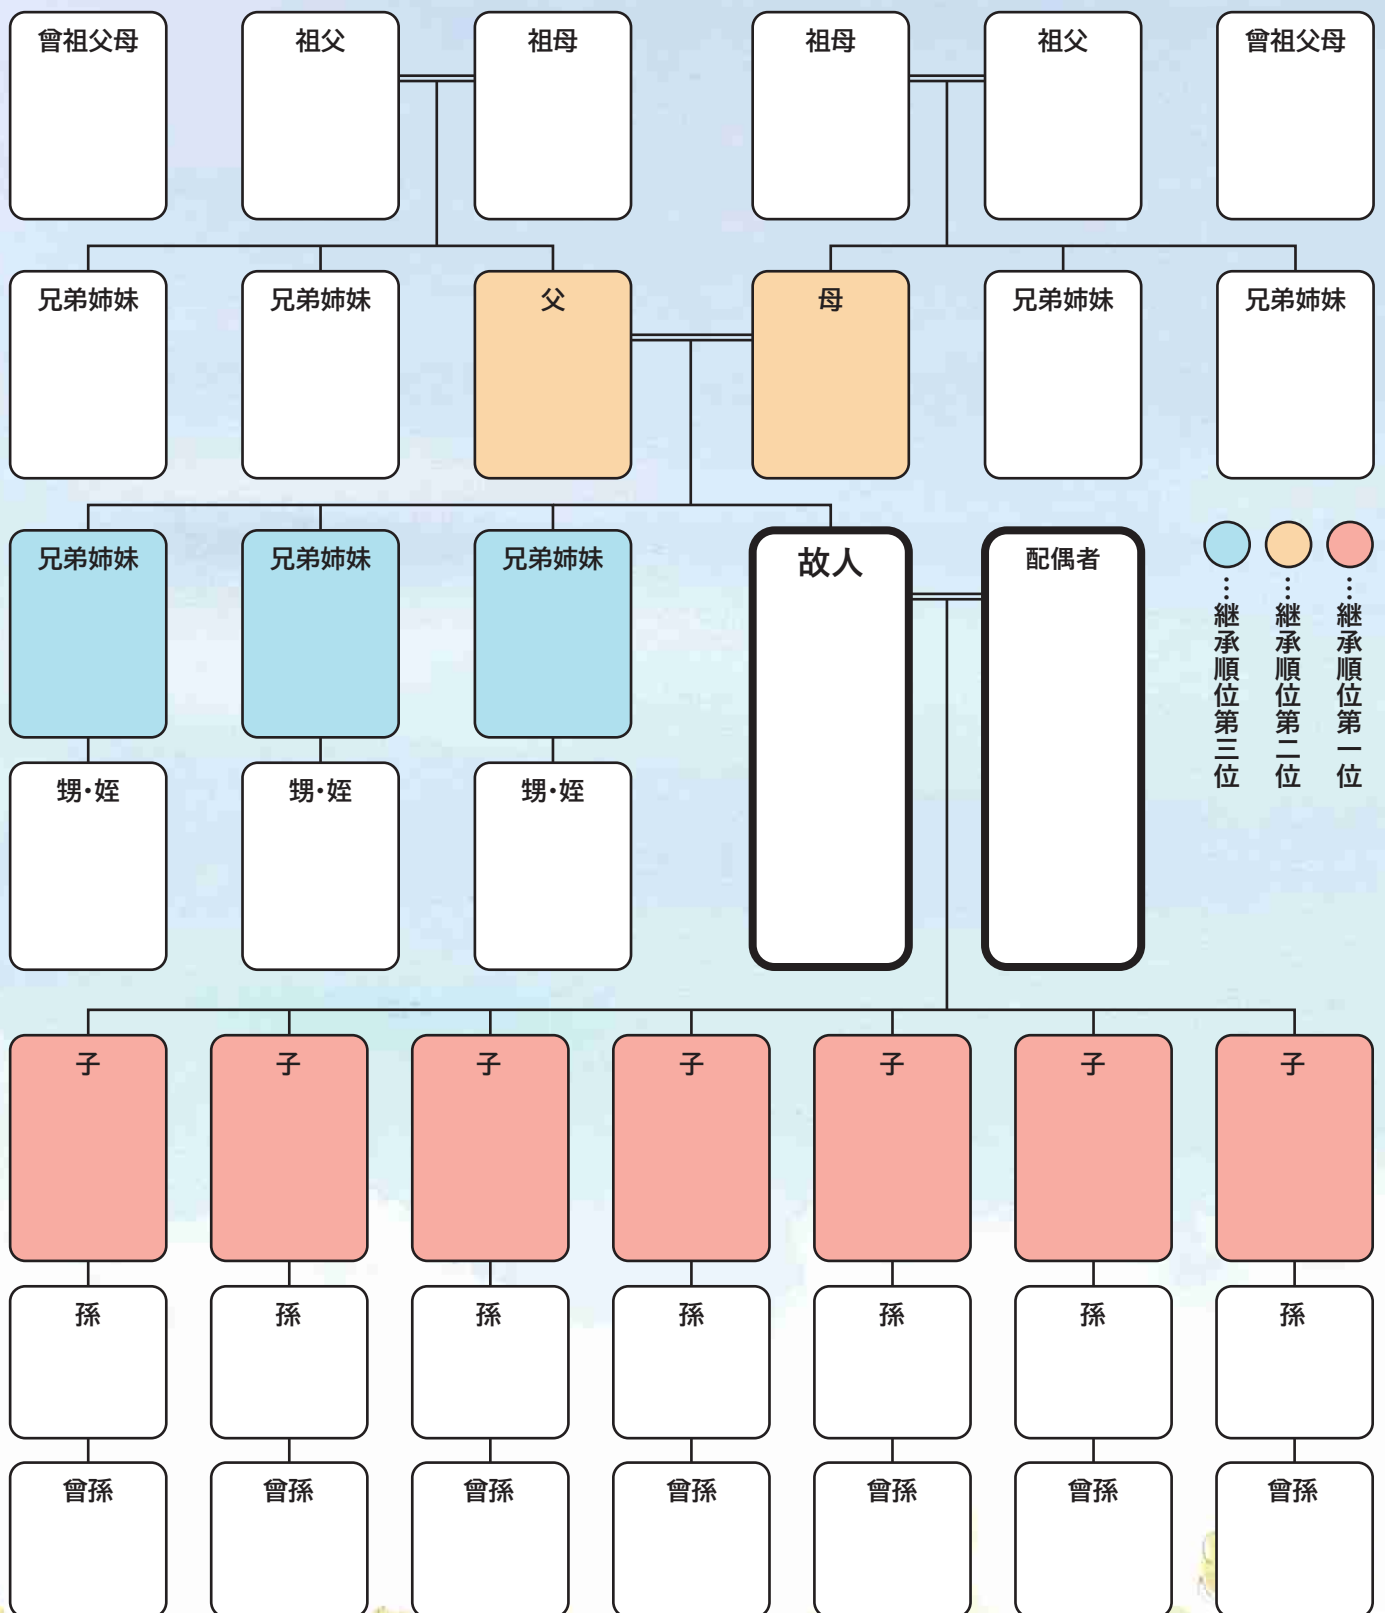 曾祖父母
祖父
祖母
祖母
祖父
曾祖父母
兄弟姉妹
兄弟姉妹
父
母
兄弟姉妹
兄弟姉妹
兄弟姉妹
兄弟姉妹
兄弟姉妹
故人
配偶者
…継承順位第一位
…継承順位第二位
…継承順位第三位
甥・姪
甥・姪
甥・姪
子
子
子
子
子
子
子
孫
孫
孫
孫
孫
孫
孫
曾孫
曾孫
曾孫
曾孫
曾孫
曾孫
曾孫